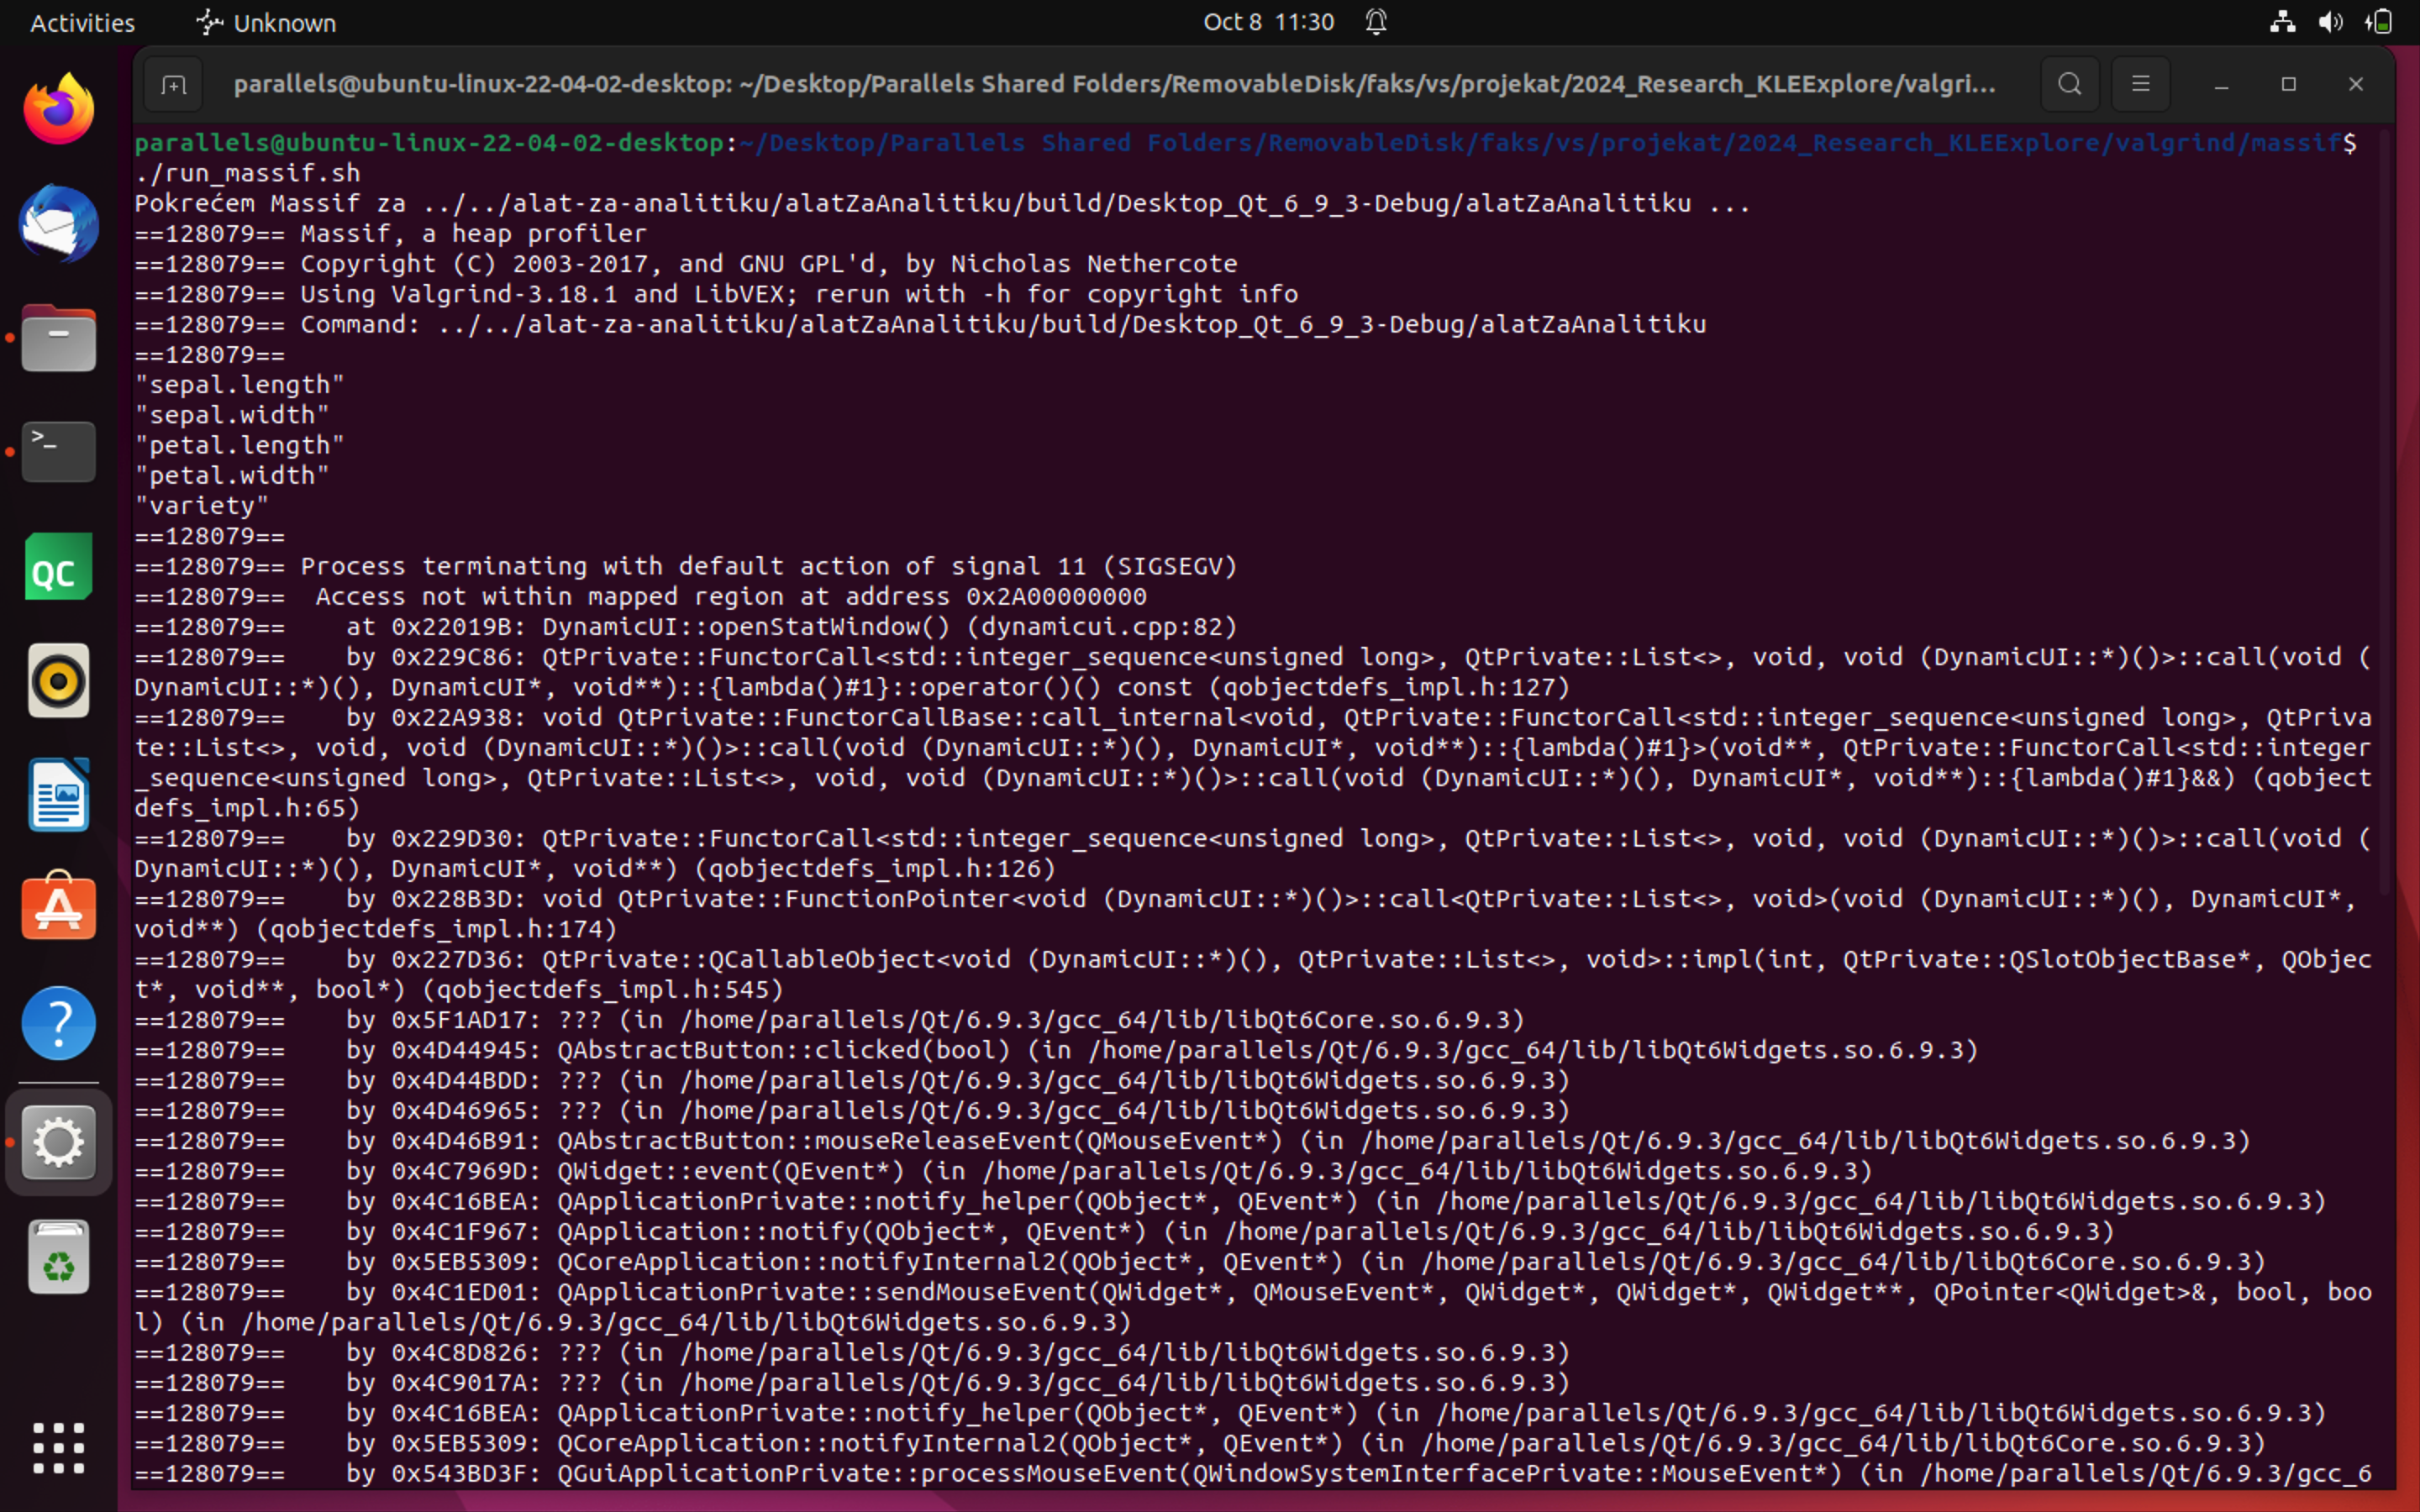 Activities
Unknown
Oct 8 11:30
parallels@ubuntu-linux-22-04-02-desktop: ~/Desktop/Parallels Shared Folders/RemovableDisk/faks/vs/projekat/2024_Research_KLEExplore/valgri...
parallels@ubuntu-linux-22-04-02-desktop:~/Desktop/Parallels Shared Folders/RemovableDisk/faks/vs/projekat/2024_Research_KLEExplore/valgrind/massif$
./run_massif.sh
Pokrećem Massif za ../../alat-za-analitiku/alatZaAnalitiku/build/Desktop_Qt_6_9_3-Debug/alatZaAnalitiku ...
==128079== Massif, a heap profiler
==128079== Copyright (C) 2003-2017, and GNU GPL'd, by Nicholas Nethercote
==128079== Using Valgrind-3.18.1 and LibVEX; rerun with -h for copyright info
==128079== Command: ../../alat-za-analitiku/alatZaAnalitiku/build/Desktop_Qt_6_9_3-Debug/alatZaAnalitiku
==128079==
"sepal.length"
"sepal.width"
"petal.length"
"petal.width"
"variety"
==128079==
==128079== Process terminating with default action of signal 11 (SIGSEGV)
==128079==  Access not within mapped region at address 0x2A00000000
==128079==    at 0x22019B: DynamicUI::openStatWindow() (dynamicui.cpp:82)
==128079==    by 0x229C86: QtPrivate::FunctorCall<std::integer_sequence<unsigned long>, QtPrivate::List<>, void, void (DynamicUI::*)()>::call(void (
DynamicUI::*)(), DynamicUI*, void**)::{lambda()#1}::operator()() const (qobjectdefs_impl.h:127)
==128079==    by 0x22A938: void QtPrivate::FunctorCallBase::call_internal<void, QtPrivate::FunctorCall<std::integer_sequence<unsigned long>, QtPriva
te::List<>, void, void (DynamicUI::*)()>::call(void (DynamicUI::*)(), DynamicUI*, void**)::{lambda()#1}>(void**, QtPrivate::FunctorCall<std::integer
_sequence<unsigned long>, QtPrivate::List<>, void, void (DynamicUI::*)()>::call(void (DynamicUI::*)(), DynamicUI*, void**)::{lambda()#1}&&) (qobject
defs_impl.h:65)
==128079==    by 0x229D30: QtPrivate::FunctorCall<std::integer_sequence<unsigned long>, QtPrivate::List<>, void, void (DynamicUI::*)()>::call(void (
DynamicUI::*)(), DynamicUI*, void**) (qobjectdefs_impl.h:126)
==128079==    by 0x228B3D: void QtPrivate::FunctionPointer<void (DynamicUI::*)()>::call<QtPrivate::List<>, void>(void (DynamicUI::*)(), DynamicUI*,
void**) (qobjectdefs_impl.h:174)
==128079==    by 0x227D36: QtPrivate::QCallableObject<void (DynamicUI::*)(), QtPrivate::List<>, void>::impl(int, QtPrivate::QSlotObjectBase*, QObjec
t*, void**, bool*) (qobjectdefs_impl.h:545)
==128079==    by 0x5F1AD17: ??? (in /home/parallels/Qt/6.9.3/gcc_64/lib/libQt6Core.so.6.9.3)
==128079==    by 0x4D44945: QAbstractButton::clicked(bool) (in /home/parallels/Qt/6.9.3/gcc_64/lib/libQt6Widgets.so.6.9.3)
==128079==    by 0x4D44BDD: ??? (in /home/parallels/Qt/6.9.3/gcc_64/lib/libQt6Widgets.so.6.9.3)
==128079==    by 0x4D46965: ??? (in /home/parallels/Qt/6.9.3/gcc_64/lib/libQt6Widgets.so.6.9.3)
==128079==    by 0x4D46B91: QAbstractButton::mouseReleaseEvent(QMouseEvent*) (in /home/parallels/Qt/6.9.3/gcc_64/lib/libQt6Widgets.so.6.9.3)
==128079==    by 0x4C7969D: QWidget::event(QEvent*) (in /home/parallels/Qt/6.9.3/gcc_64/lib/libQt6Widgets.so.6.9.3)
==128079==    by 0x4C16BEA: QApplicationPrivate::notify_helper(QObject*, QEvent*) (in /home/parallels/Qt/6.9.3/gcc_64/lib/libQt6Widgets.so.6.9.3)
==128079==    by 0x4C1F967: QApplication::notify(QObject*, QEvent*) (in /home/parallels/Qt/6.9.3/gcc_64/lib/libQt6Widgets.so.6.9.3)
==128079==    by 0x5EB5309: QCoreApplication::notifyInternal2(QObject*, QEvent*) (in /home/parallels/Qt/6.9.3/gcc_64/lib/libQt6Core.so.6.9.3)
==128079==    by 0x4C1ED01: QApplicationPrivate::sendMouseEvent(QWidget*, QMouseEvent*, QWidget*, QWidget*, QWidget**, QPointer<QWidget>&, bool, boo
l) (in /home/parallels/Qt/6.9.3/gcc_64/lib/libQt6Widgets.so.6.9.3)
==128079==    by 0x4C8D826: ??? (in /home/parallels/Qt/6.9.3/gcc_64/lib/libQt6Widgets.so.6.9.3)
==128079==    by 0x4C9017A: ??? (in /home/parallels/Qt/6.9.3/gcc_64/lib/libQt6Widgets.so.6.9.3)
==128079==    by 0x4C16BEA: QApplicationPrivate::notify_helper(QObject*, QEvent*) (in /home/parallels/Qt/6.9.3/gcc_64/lib/libQt6Widgets.so.6.9.3)
==128079==    by 0x5EB5309: QCoreApplication::notifyInternal2(QObject*, QEvent*) (in /home/parallels/Qt/6.9.3/gcc_64/lib/libQt6Core.so.6.9.3)
==128079==    by 0x543BD3F: QGuiApplicationPrivate::processMouseEvent(QWindowSystemInterfacePrivate::MouseEvent*) (in /home/parallels/Qt/6.9.3/gcc_6
QC